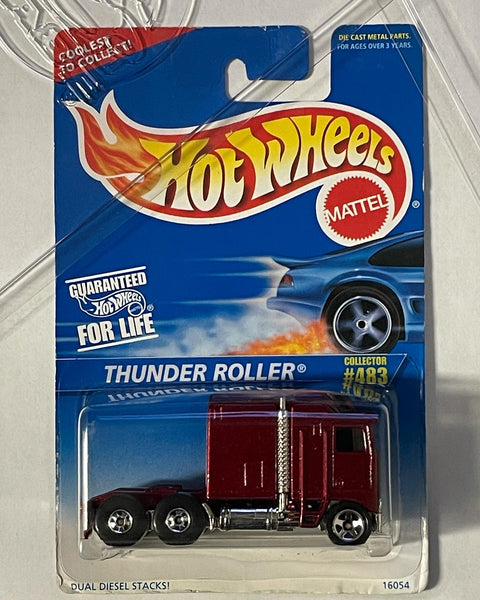 COOLEST
TO COLLECT!
DIE CAST METAL PARTS.
FOR AGES OVER 3 YEARS.
HOT WHEELS
®
MATTEL
GUARANTEED
Hot Wheels
FOR LIFE
THUNDER ROLLER®
COLLECTOR
#483
DUAL DIESEL STACKS!
16054